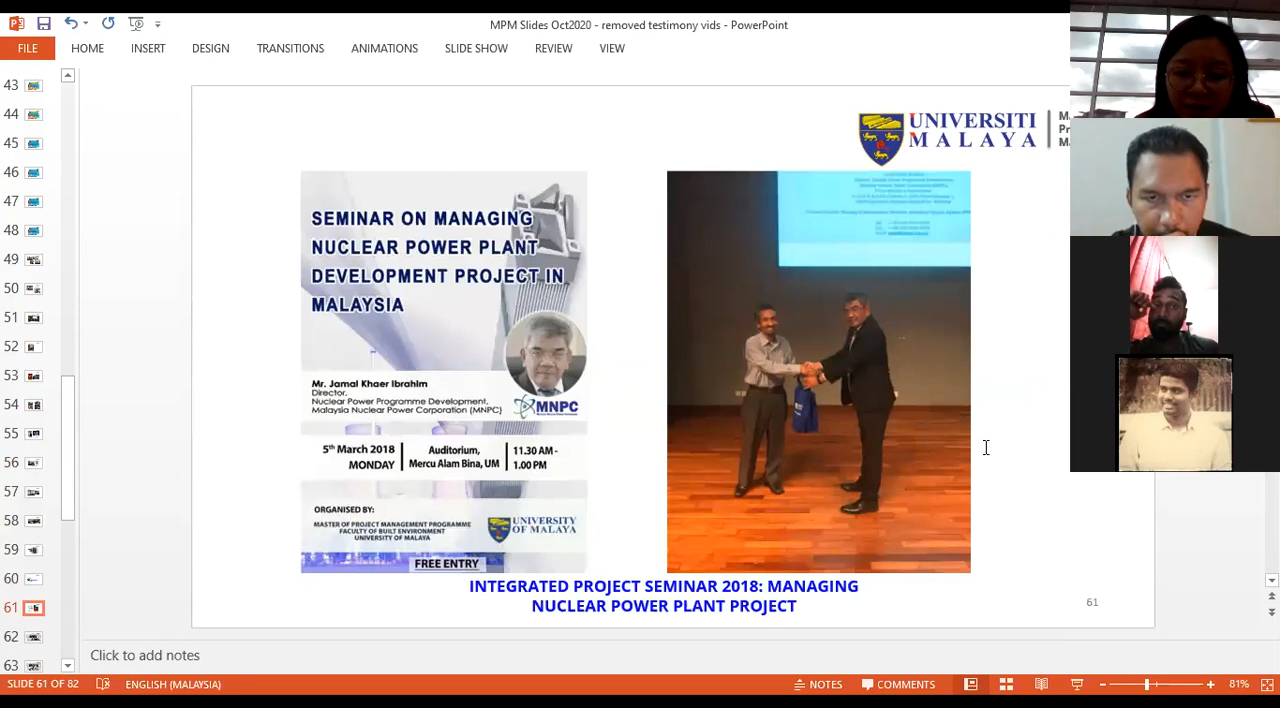 MPM Slides Oct2020 - removed testimony vids - PowerPoint
FILE HOME INSERT DESIGN TRANSITIONS ANIMATIONS SLIDE SHOW REVIEW VIEW
43
44
45
46
47
48
49
50
51
52
53
54
55
56
57
58
59
60
61
62
63
UNIVERSITI
MALAYA
SEMINAR ON MANAGING
NUCLEAR POWER PLANT
DEVELOPMENT PROJECT IN
MALAYSIA
Mr. Jamal Khaer Ibrahim
Director,
Nuclear Power Programme Development,
Malaysia Nuclear Power Corporation (MNPC)
MNPC
5th March 2018
MONDAY
Auditorium,
Mercu Alam Bina, UM
11.30 AM-
1.00 PM
ORGANISED BY:
MASTER OF PROJECT MANAGEMENT PROGRAMME
FACULTY OF BUILT ENVIRONMENT
UNIVERSITY OF MALAYA
UNIVERSITY
OF MALAYA
FREE ENTRY
INTEGRATED PROJECT SEMINAR 2018: MANAGING
NUCLEAR POWER PLANT PROJECT
61
Click to add notes
SLIDE 61 OF 82 ENGLISH (MALAYSIA) NOTES COMMENTS 81%